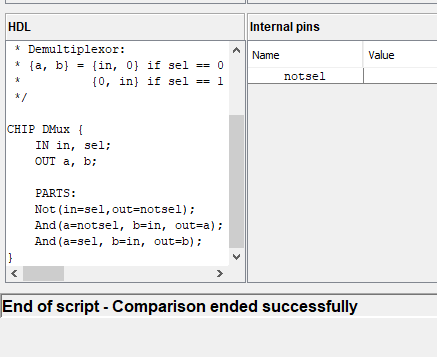 HDL
* Demultiplexor:
* {a, b} = {in, 0} if sel == 0
* {0, in} if sel == 1
*/
CHIP DMux {
IN in, sel;
OUT a, b;
PARTS:
Not(in=sel,out=notsel);
And(a=notsel, b=in, out=a);
And(a=sel, b=in, out=b);
}
Internal pins
Name Value
notsel
End of script - Comparison ended successfully